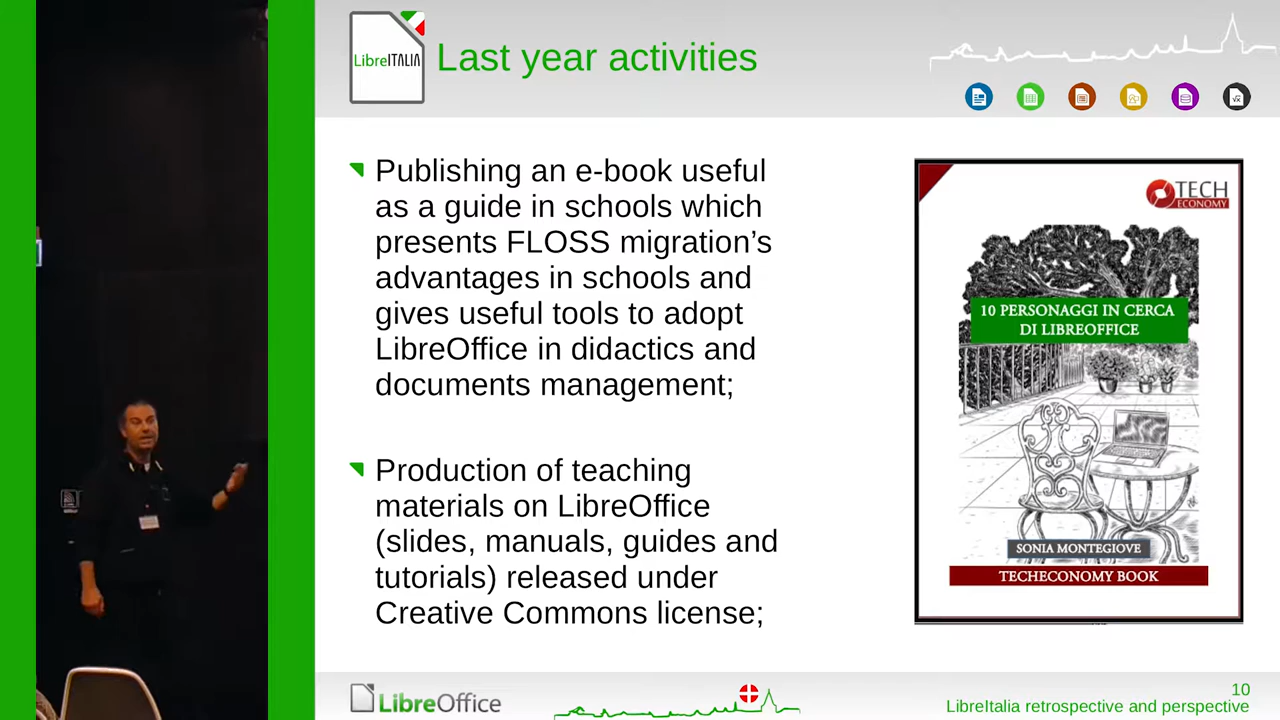 LibreITALIA
Last year activities
Publishing an e-book useful
as a guide in schools which
presents FLOSS migration’s
advantages in schools and
gives useful tools to adopt
LibreOffice in didactics and
documents management;
Production of teaching
materials on LibreOffice
(slides, manuals, guides and
tutorials) released under
Creative Commons license;
TECH
ECONOMY
10 PERSONAGGI IN CERCA
DI LIBREOFFICE
SONIA MONTEGIOVE
TECHECONOMY BOOK
LibreOffice
10
LibreItalia retrospective and perspective